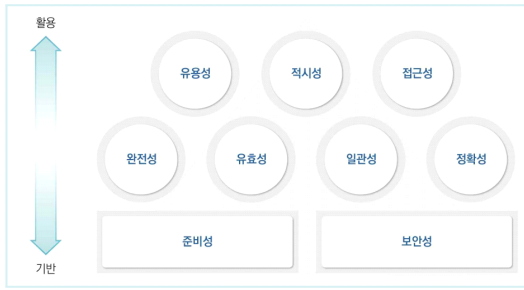 활용
유용성 적시성 접근성
완전성 유효성 일관성 정확성
준비성 보안성
기반